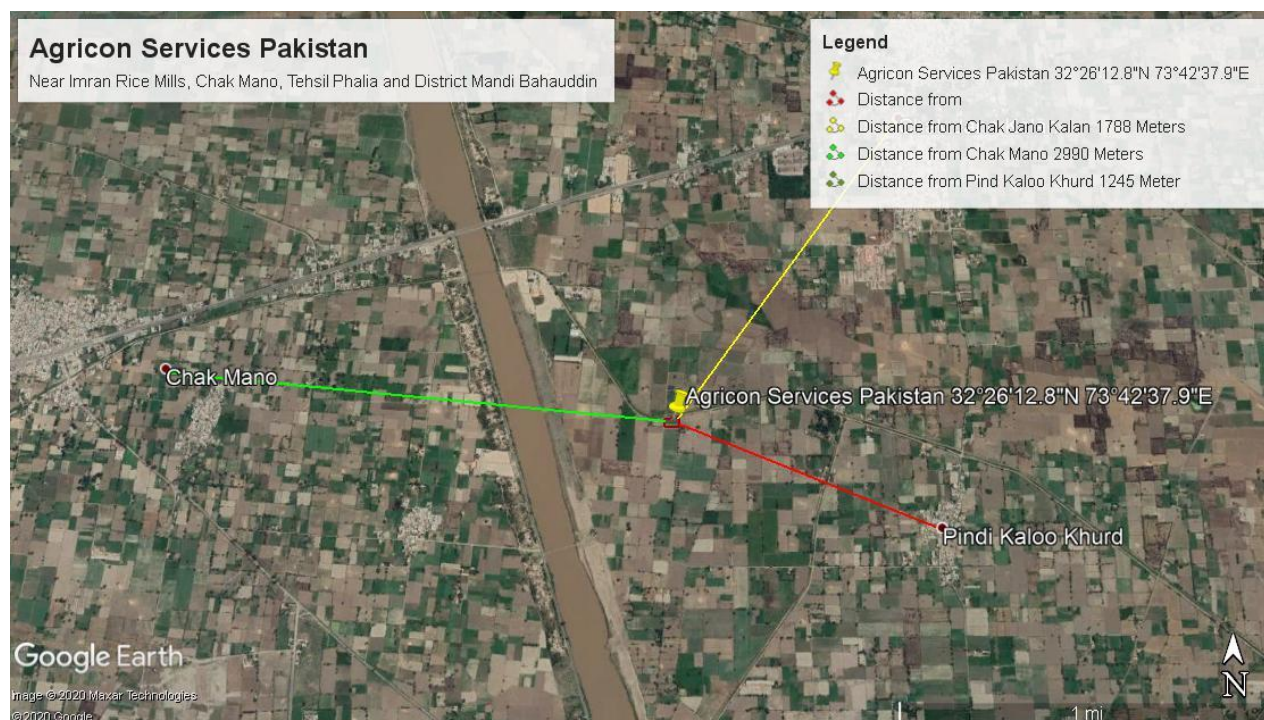 Agricon Services Pakistan
Near Imran Rice Mills, Chak Mano, Tehsil Phalia and District Mandi Bahauddin
Legend
Agricon Services Pakistan 32°26'12.8"N 73°42'37.9"E
Distance from
Distance from Chak Jano Kalan 1788 Meters
Distance from Chak Mano 2990 Meters
Distance from Pind Kaloo Khurd 1245 Meter
Chak Mano
Agricon Services Pakistan 32°26'12.8"N 73°42'37.9"E
Pindi Kaloo Khurd
Google Earth
Image © 2020 Maxar Technologies
© 2020 Google
1 mi
N